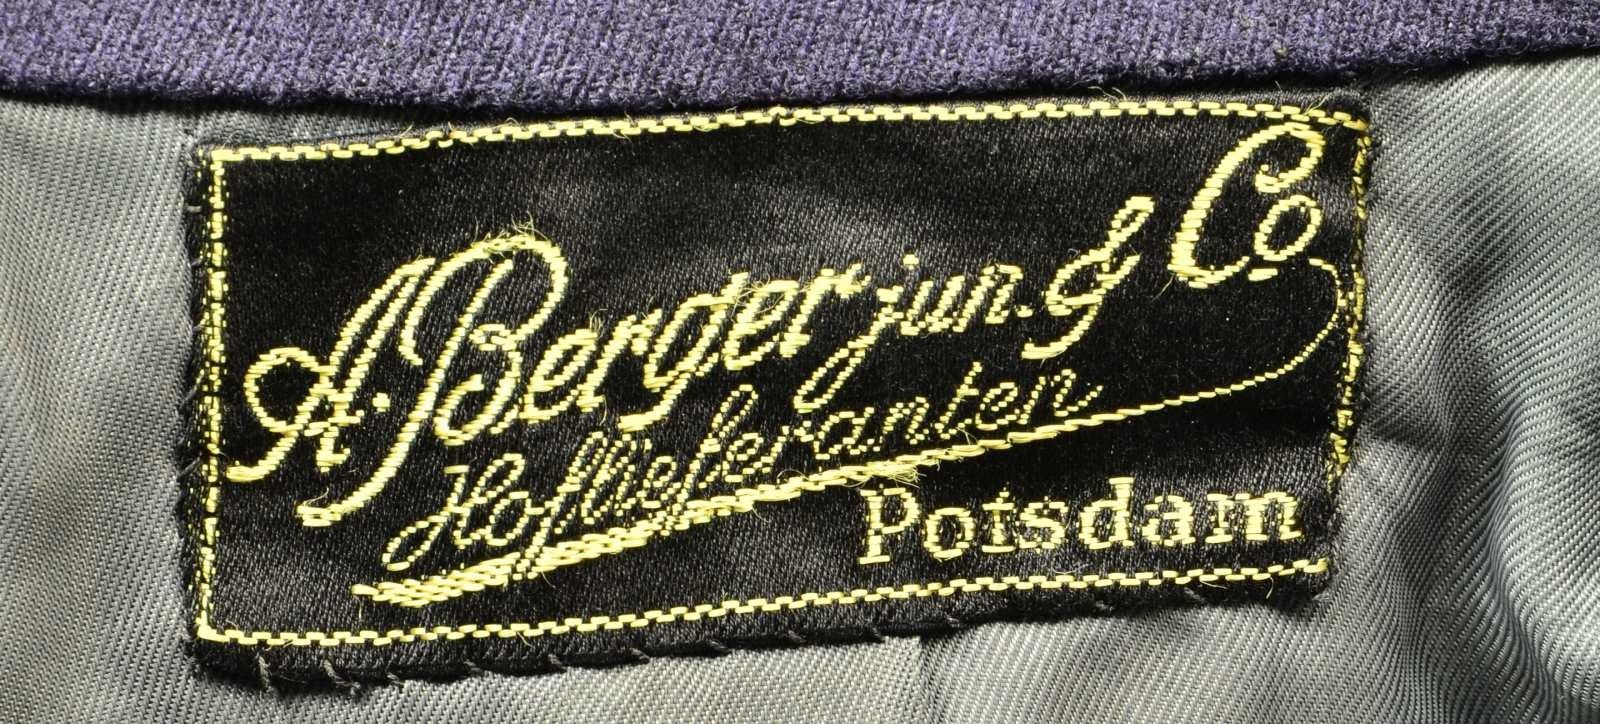 A. Berger jun. & Co
Hoflieferanten
Potsdam